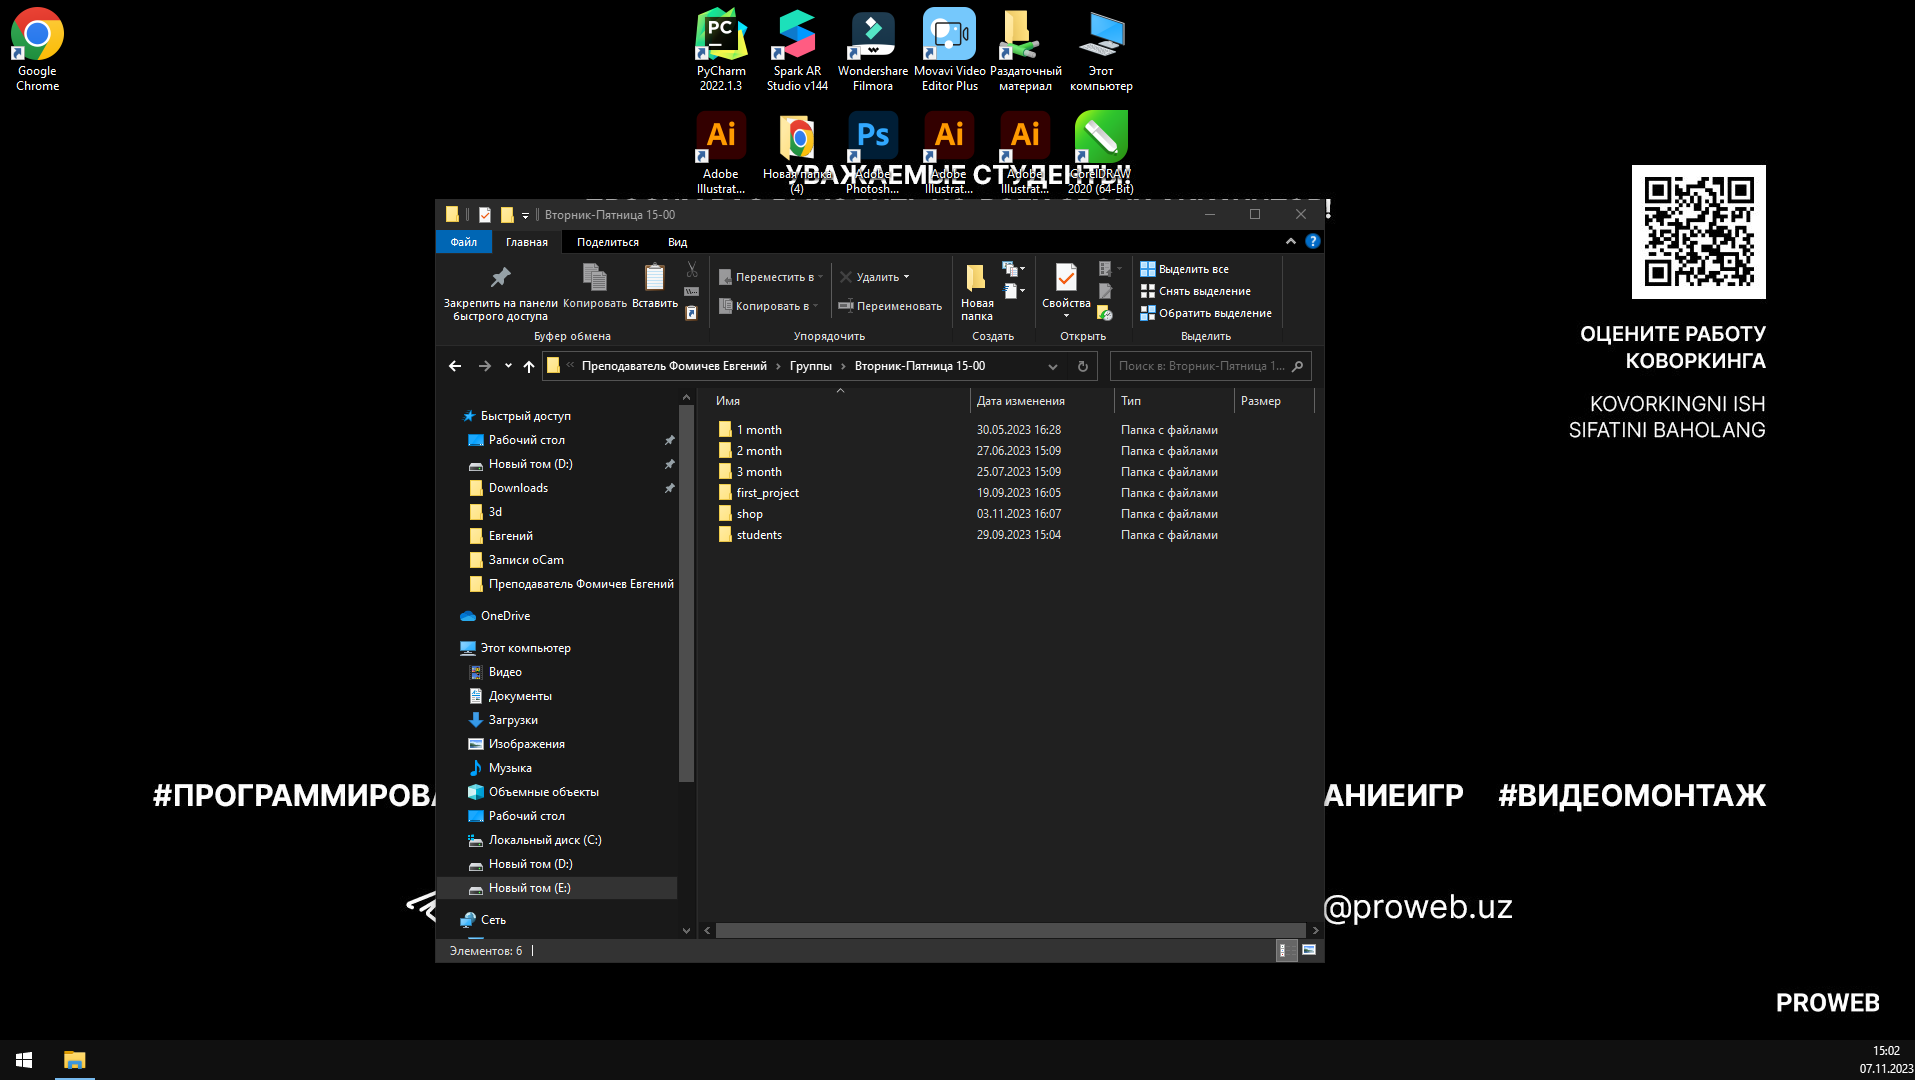 Google
Chrome
PyCharm
2022.1.3
Spark AR
Studio v144
Wondershare
Filmora
Movavi Video
Editor Plus
Раздаточный
материал
Этот
компьютер
Adobe
Illustrat...
Новая папка
(4)
Adobe
Photosh...
Adobe
Illustrat...
Adobe
Illustrat...
CorelDRAW
2020 (64-Bit)
УВАЖАЕМЫЕ СТУДЕНТЫ!
Вторник-Пятница 15-00
Файл
Главная
Поделиться
Вид
Закрепить на панели
быстрого доступа
Копировать
Вставить
Буфер обмена
Переместить в
Копировать в
Удалить
Переименовать
Упорядочить
Новая
папка
Создать
Свойства
Открыть
Выделить все
Снять выделение
Обратить выделение
Выделить
Преподаватель Фомичев Евгений › Группы › Вторник-Пятница 15-00
Поиск в: Вторник-Пятница 1...
Быстрый доступ
Рабочий стол
Новый том (D:)
Downloads
3d
Евгений
Записи oCam
Преподаватель Фомичев Евгений
OneDrive
Этот компьютер
Видео
Документы
Загрузки
Изображения
Музыка
Объемные объекты
Рабочий стол
Локальный диск (C:)
Новый том (D:)
Новый том (E:)
Сеть
Имя Дата изменения Тип Размер
1 month 30.05.2023 16:28 Папка с файлами
2 month 27.06.2023 15:09 Папка с файлами
3 month 25.07.2023 15:09 Папка с файлами
first_project 19.09.2023 16:05 Папка с файлами
shop 03.11.2023 16:07 Папка с файлами
students 29.09.2023 15:04 Папка с файлами
Элементов: 6
ОЦЕНИТЕ РАБОТУ
КОВОРКИНГА
KOVORKINGNI ISH
SIFATINI BAHOLANG
#ПРОГРАММИРОВА
АНИЕИГР #ВИДЕОМОНТАЖ
@proweb.uz
PROWEB
15:02
07.11.2023